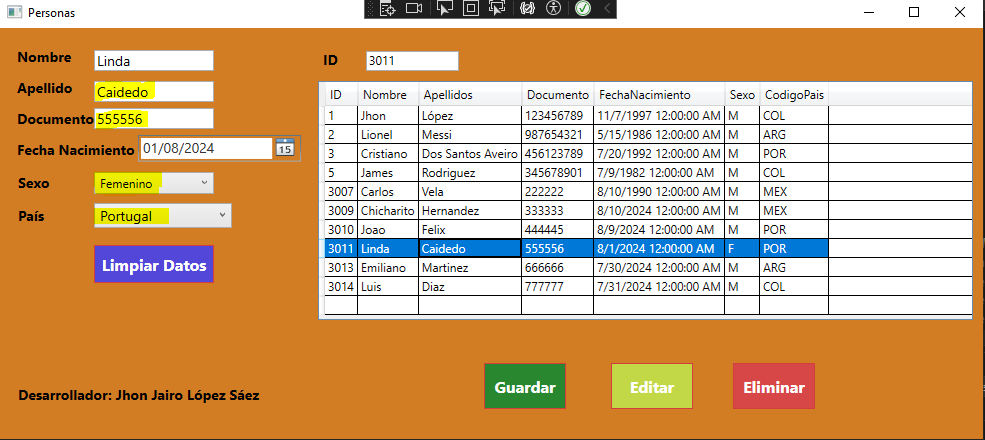 Personas
Nombre Linda
Apellido Caidedo
Documento 555556
Fecha Nacimiento 01/08/2024 15
Sexo Femenino
País Portugal
Limpiar Datos
ID 3011
ID Nombre Apellidos Documento FechaNacimiento Sexo CodigoPais
1 Jhon López 123456789 11/7/1997 12:00:00 AM M COL
2 Lionel Messi 987654321 5/15/1986 12:00:00 AM M ARG
3 Cristiano Dos Santos Aveiro 456123789 7/20/1992 12:00:00 AM M POR
5 James Rodriguez 345678901 7/9/1982 12:00:00 AM M COL
3007 Carlos Vela 222222 8/10/1990 12:00:00 AM M MEX
3009 Chicharito Hernandez 333333 8/10/2024 12:00:00 AM M MEX
3010 Joao Felix 444445 8/9/2024 12:00:00 AM M POR
3011 Linda Caidedo 555556 8/1/2024 12:00:00 AM F POR
3013 Emiliano Martinez 666666 7/30/2024 12:00:00 AM M ARG
3014 Luis Diaz 777777 7/31/2024 12:00:00 AM M COL
Guardar Editar Eliminar
Desarrollador: Jhon Jairo López Sáez